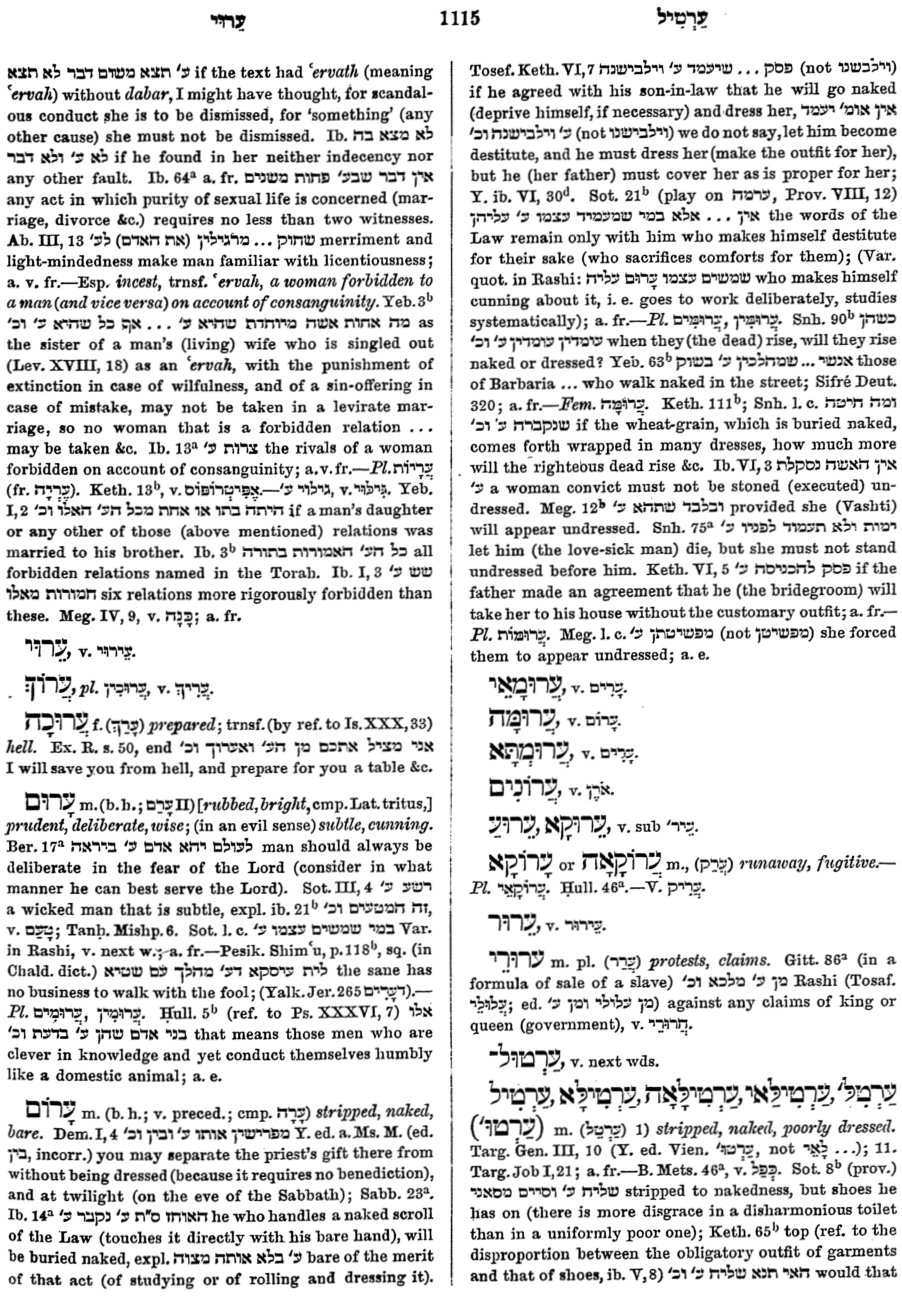 עֲרוּי 1115 עַרְטִיל
ע׳ תצא משום דבר לא תצא if the text had ʿervath (meaning
ʿervah) without dabar, I might have thought, for scandal-
ous conduct she is to be dismissed, for ‘something’ (any
other cause) she must not be dismissed. Ib. לא מצא בה
לא ע׳ ולא דבר if he found in her neither indecency nor
any other fault. Ib. 64ᵃ a. fr. אין דבר שבע׳ פחות משנים
any act in which purity of sexual life is concerned (mar-
riage, divorce &c.) requires no less than two witnesses.
Ab. III, 13 שחוק ... מרגילין (את האדם) לע׳ merriment and
light-mindedness make man familiar with licentiousness;
a. v. fr.—Esp. incest, trnsf. ʿervah, a woman forbidden to
a man (and vice versa) on account of consanguinity. Yeb. 3ᵇ
מה אחות אשה מיוחדת שהיא ע׳ ... אף כל שהיא ע׳ וכ׳ as
the sister of a man's (living) wife who is singled out
(Lev. XVIII, 18) as an ʿervah, with the punishment of
extinction in case of wilfulness, and of a sin-offering in
case of mistake, may not be taken in a levirate mar-
riage, so no woman that is a forbidden relation ...
may be taken &c. Ib. 13ᵃ צרות ע׳ the rivals of a woman
forbidden on account of consanguinity; a. v. fr.—Pl. עֲרָיוֹת
(fr. עֶרְיָה). Keth. 13ᵇ, v. אֲפִּיטְרוֹפּוֹס.—גילוי ע׳, v. גִּילּוּי. Yeb.
I, 2 היתה בתו או אחת מכל הע׳ האלו וכ׳ if a man's daughter
or any other of those (above mentioned) relations was
married to his brother. Ib. 3ᵇ כל הע׳ האמורות בתורה all
forbidden relations named in the Torah. Ib. I, 3 שש ע׳
חמורות מאלו six relations more rigorously forbidden than
these. Meg. IV, 9, v. כָּנָה; a. fr.
עֵרוּי, v. עֵירוּי.
עֲרוֹךְ, pl. עֲרוּכִין, v. עֲרִיךְ.
עֲרוּכָה f. (עָרַךְ) prepared; trnsf. (by ref. to Is. XXX, 33)
hell. Ex. R. s. 50, end אני מציל אתכם מן הע׳ ואערוך וכ׳
I will save you from hell, and prepare for you a table &c.
עָרוּם m. (b. h.; עָרַם II) [rubbed, bright, cmp. Lat. tritus,]
prudent, deliberate, wise; (in an evil sense) subtle, cunning.
Ber. 17ᵃ לעולם יהא אדם ע׳ ביראה man should always be
deliberate in the fear of the Lord (consider in what
manner he can best serve the Lord). Sot. III, 4 רשע ע׳
a wicked man that is subtle, expl. ib. 21ᵇ זה המטעים וכ׳,
v. טָעַם; Tanḥ. Mishp. 6. Sot. l. c. במי שמשים עצמו ע׳ Var.
in Rashi, v. next w.; a. fr.—Pesik. Shimʿu, p. 118ᵇ, sq. (in
Chald. dict.) לית עיסקא דע׳ מהלך עם שטיא the sane has
no business to walk with the fool; (Yalk. Jer. 265 דערים).—
Pl. עֲרוּמִים, עֲרוּמִין. Ḥull. 5ᵇ (ref. to Ps. XXXVI, 7) אלו
בני אדם שהן ע׳ בדעת וכ׳ that means those men who are
clever in knowledge and yet conduct themselves humbly
like a domestic animal; a. e.
עָרוֹם m. (b. h.; v. preced.; cmp. עָרָה) stripped, naked,
bare. Dem. I, 4 מפרישין אותו ע׳ ובין וכ׳ Y. ed. a. Ms. M. (ed.
בין, incorr.) you may separate the priest's gift there from
without being dressed (because it requires no benediction),
and at twilight (on the eve of the Sabbath); Sabb. 23ᵃ.
Ib. 14ᵃ האוחז ס״ת ע׳ נקבר ע׳ he who handles a naked scroll
of the Law (touches it directly with his bare hand), will
be buried naked, expl. ע׳ בלא אותה מצוה bare of the merit
of that act (of studying or of rolling and dressing it).
Tosef. Keth. VI, 7 פסק ... שיעמד ע׳ וילבישנה (not וילבשנו)
if he agreed with his son-in-law that he will go naked
(deprive himself, if necessary) and dress her, אין אומ׳ יעמד
ע׳ וילבישנה וכ׳ (not וילבישנו) we do not say, let him become
destitute, and he must dress her (make the outfit for her),
but he (her father) must cover her as is proper for her;
Y. ib. VI, 30ᵈ. Sot. 21ᵇ (play on ערמה, Prov. VIII, 12)
אין ... אלא במי שמעמיד עצמו ע׳ עליהן the words of the
Law remain only with him who makes himself destitute
for their sake (who sacrifices comforts for them); (Var.
quot. in Rashi: שמשים עצמו עָרוּם עליה who makes himself
cunning about it, i. e. goes to work deliberately, studies
systematically); a. fr.—Pl. עֲרוּמִּים, עֲרוּמִּין. Snh. 90ᵇ כשהן
עומדין עומדין ע׳ וכ׳ when they (the dead) rise, will they rise
naked or dressed? Yeb. 63ᵇ אנשי ... שמהלכין ע׳ בשוק those
of Barbaria ... who walk naked in the street; Sifré Deut.
320; a. fr.—Fem. עֲרוּמָּה. Keth. 111ᵇ; Snh. l. c. ומה חיטה
שנקברה ע׳ וכ׳ if the wheat-grain, which is buried naked,
comes forth wrapped in many dresses, how much more
will the righteous dead rise &c. Ib. VI, 3 אין האשה נסקלת
ע׳ a woman convict must not be stoned (executed) un-
dressed. Meg. 12ᵇ ובלבד שתהא ע׳ provided she (Vashti)
will appear undressed. Snh. 75ᵃ ימות ולא תעמוד לפניו ע׳
let him (the love-sick man) die, but she must not stand
undressed before him. Keth. VI, 5 פסק להכניסה ע׳ if the
father made an agreement that he (the bridegroom) will
take her to his house without the customary outfit; a. fr.—
Pl. עֲרוּמּוֹת. Meg. l. c. מפשיטתן ע׳ (not מפשיטן) she forced
them to appear undressed; a. e.
עֲרוּמָאֵי, v. עָרִים.
עֲרוּמָּה, v. עָרוֹם.
עֲרוּמְתָּא, v. עָרִים.
עֲרוֹנִים, v. אֹרֶן.
עֵרוּקָא, עֵרוּעַ, v. sub עיר׳.
עָרוֹקָא or עָרוֹקָאָה m., (עֲרַק) runaway, fugitive.—
Pl. עָרוֹקָאֵי. Ḥull. 46ᵃ.—V. עָרִיק.
עֵרוּר, v. עֵירוּר.
עֲרוּרֵי m. pl. (עֲרַר) protests, claims. Gitt. 86ᵃ (in a
formula of sale of a slave) מן ע׳ מלכא וכ׳ Rashi (Tosaf.
עֲלוּלֵי; ed. מן עלולי ומן ע׳) against any claims of king or
queen (government), v. חֲרוּרֵי.
עַרְטוּל־, v. next wds.
עַרְטִיל, עַרְטִילָא, עַרְטִילָאָה, עַרְטִילַאי, עַרְטִל׳
(עַרְטוּ׳) m. (עַרְטֵל 1) stripped, naked, poorly dressed.
Targ. Gen. III, 10 (Y. ed. Vien. עַרְטוּ׳, not לָאֵי ...); 11.
Targ. Job I, 21; a. fr.—B. Mets. 46ᵃ, v. כְּפַל. Sot. 8ᵇ (prov.)
שליח ע׳ וסיים מסאני stripped to nakedness, but shoes he
has on (there is more disgrace in a disharmonious toilet
than in a uniformly poor one); Keth. 65ᵇ top (ref. to the
disproportion between the obligatory outfit of garments
and that of shoes, ib. V, 8) האי תנא שליח ע׳ וכ׳ would that